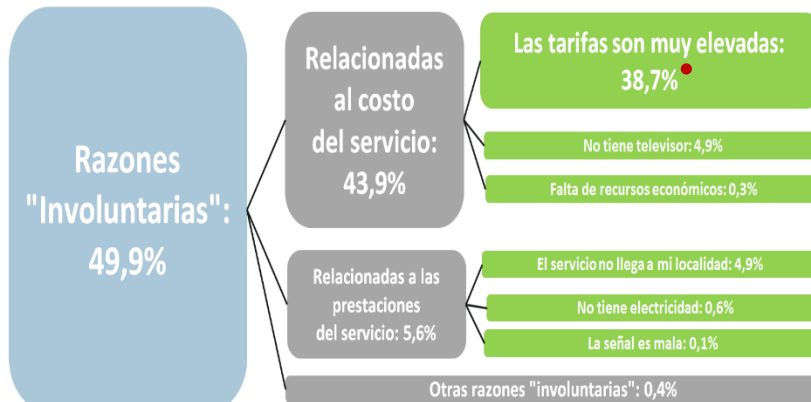 Razones
"Involuntarias":
49,9%
Relacionadas
al costo
del servicio:
43,9%
Las tarifas son muy elevadas:
38,7%
No tiene televisor: 4,9%
Falta de recursos económicos: 0,3%
Relacionadas a las
prestaciones
del servicio: 5,6%
El servicio no llega a mi localidad: 4,9%
No tiene electricidad: 0,6%
La señal es mala: 0,1%
Otras razones "involuntarias": 0,4%